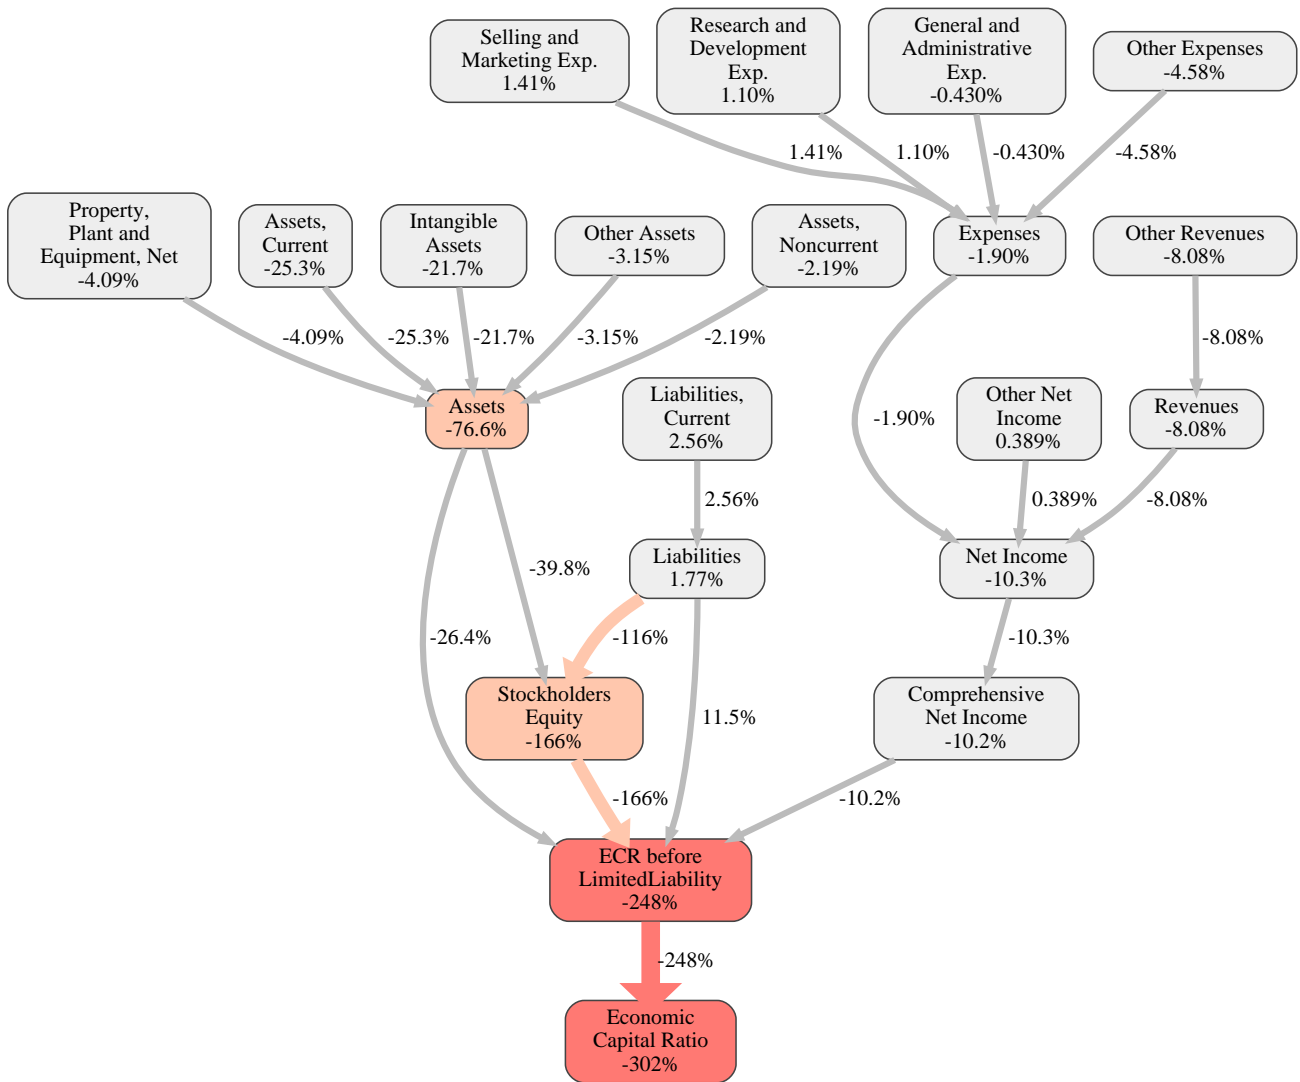 Selling and
Marketing Exp.
1.41%
Research and
Development
Exp.
1.10%
General and
Administrative
Exp.
-0.430%
Other Expenses
-4.58%
1.41%
1.10%
-0.430%
-4.58%
Property,
Plant and
Equipment, Net
-4.09%
Assets,
Current
-25.3%
Intangible
Assets
-21.7%
Other Assets
-3.15%
Assets,
Noncurrent
-2.19%
Expenses
-1.90%
Other Revenues
-8.08%
-4.09%
-25.3%
-21.7%
-3.15%
-2.19%
-8.08%
Assets
-76.6%
Liabilities,
Current
2.56%
-1.90%
Other Net
Income
0.389%
Revenues
-8.08%
2.56%
0.389%
-8.08%
-39.8%
Liabilities
1.77%
Net Income
-10.3%
-26.4%
-116%
-10.3%
Stockholders
Equity
-166%
11.5%
Comprehensive
Net Income
-10.2%
-166%
-10.2%
ECR before
LimitedLiability
-248%
-248%
Economic
Capital Ratio
-302%